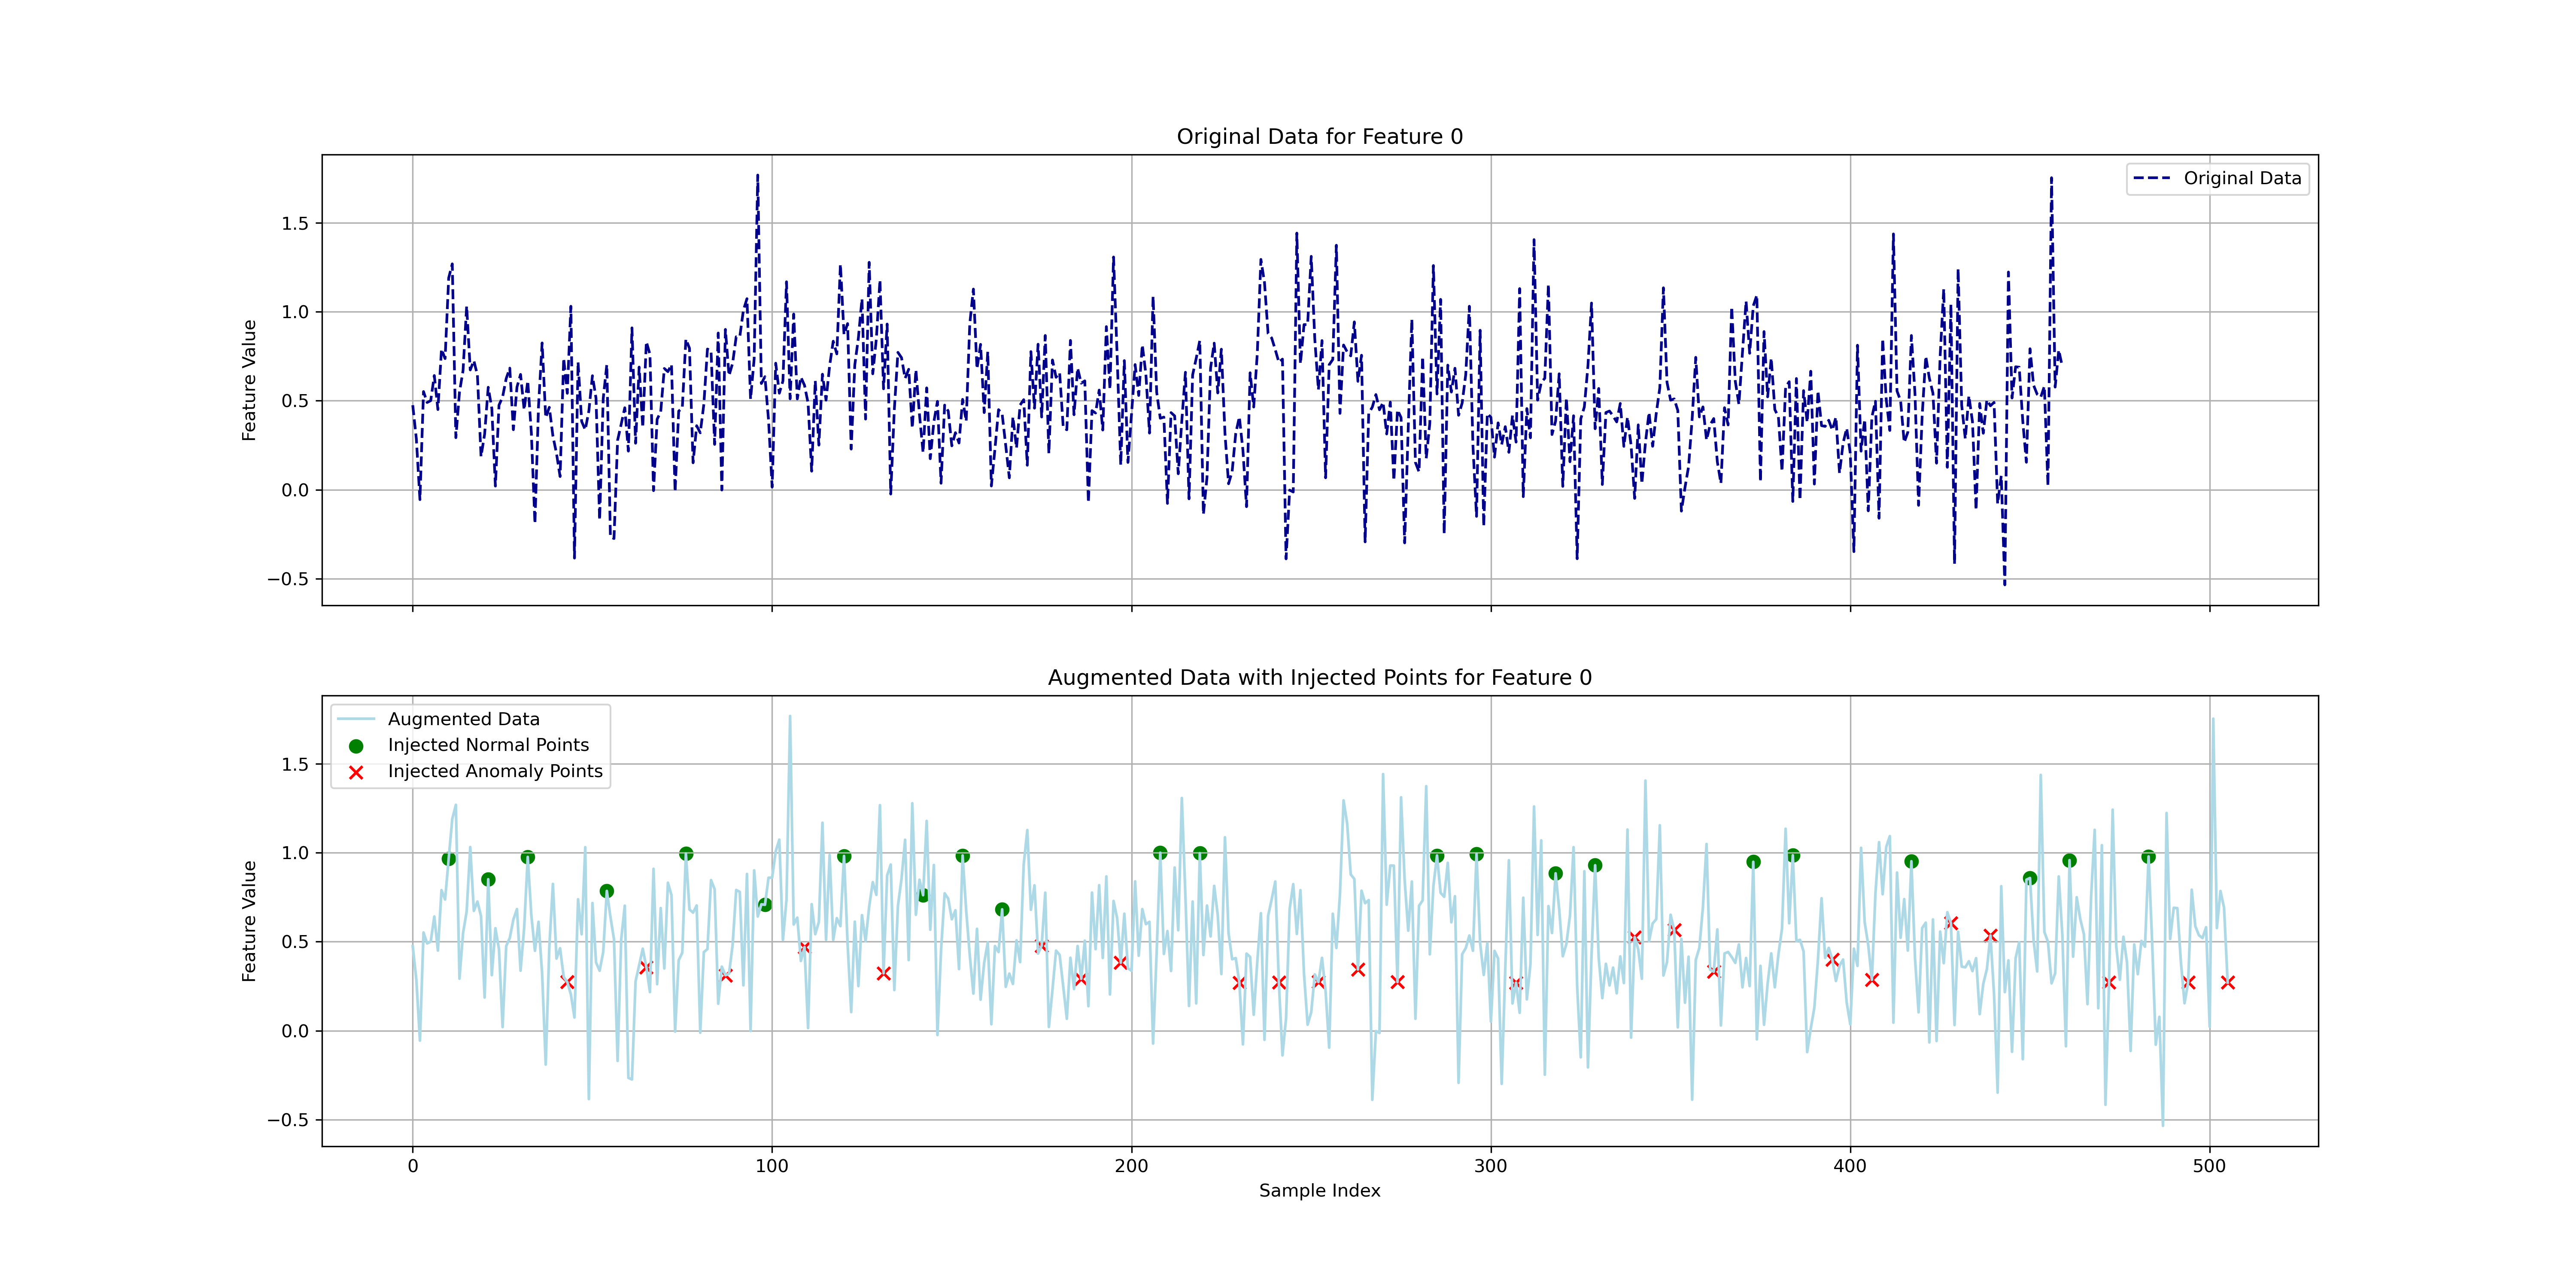 Original Data for Feature 0
Original Data
1.5
1.0
0.5
0.0
−0.5
Feature Value
Augmented Data with Injected Points for Feature 0
Augmented Data
Injected Normal Points
Injected Anomaly Points
1.5
1.0
0.5
0.0
−0.5
Feature Value
0 100 200 300 400 500
Sample Index